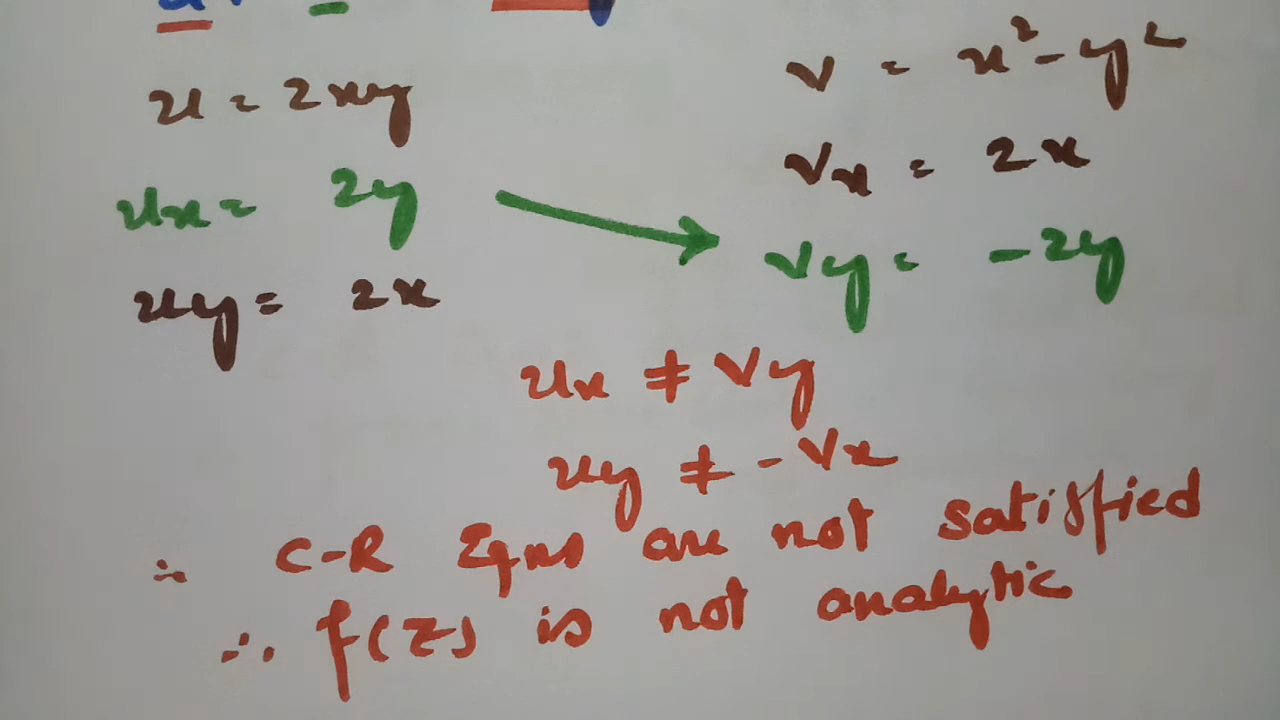 u = 2xy
v = x² - y²
ux = 2y
vx = 2x
uy = 2x
vy = -2y
ux ≠ vy
uy ≠ -vx
∴ C-R Eqns are not satisfied
∴ f(z) is not analytic